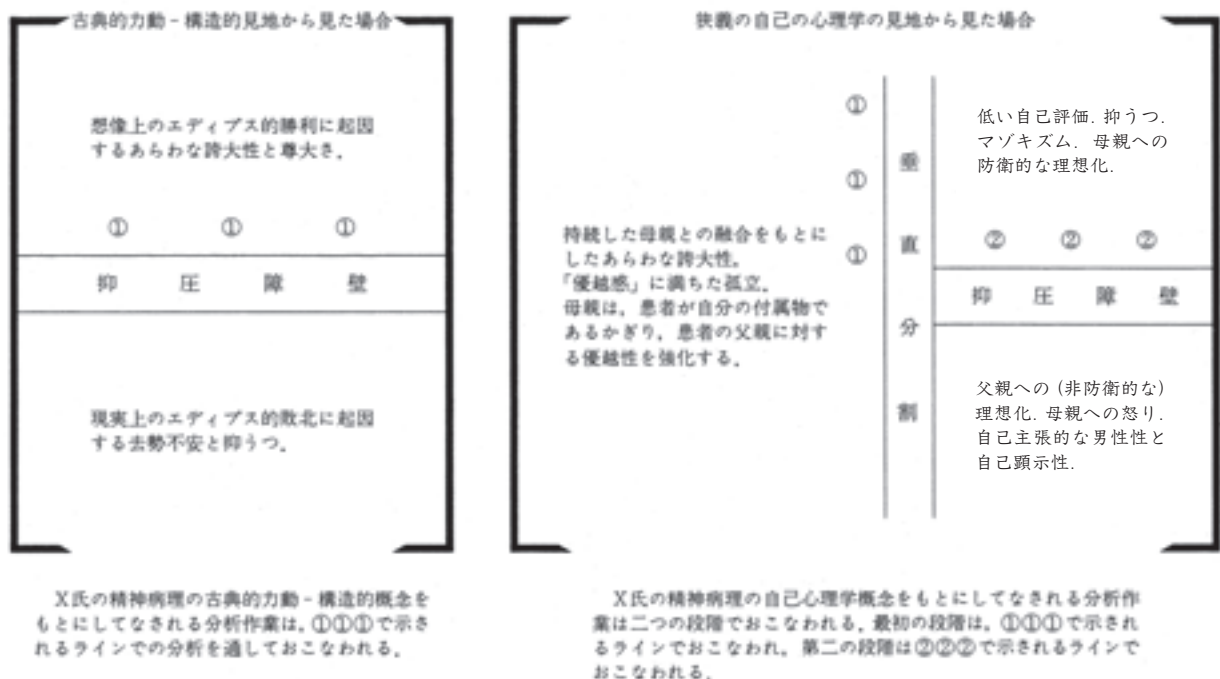 古典的力動－構造的見地から見た場合
想像上のエディプス的勝利に起因
するあらわな誇大性と尊大さ。
① ① ①
抑 圧 障 壁
現実上のエディプス的敗北に起因
する去勢不安と抑うつ。
X氏の精神病理の古典的力動－構造的概念を
もとにしてなされる分析作業は，①①①で示さ
れるラインでの分析を通しておこなわれる。
狭義の自己の心理学の見地から見た場合
①
①
①
持続した母親との融合をもとに
したあらわな誇大性。
「優越感」に満ちた孤立。
母親は，患者が自分の付属物で
あるかぎり，患者の父親に対す
る優越性を強化する。
垂
直
分
割
低い自己評価. 抑うつ.
マゾキズム. 母親への
防衛的な理想化.
② ② ②
抑 圧 障 壁
父親への (非防衛的な)
理想化. 母親への怒り.
自己主張的な男性性と
自己顕示性.
X氏の精神病理の自己心理学概念をもとにしてなされる分析作
業は二つの段階でおこなわれる。最初の段階は，①①①で示され
るラインでおこなわれ，第二の段階は②②②で示されるラインで
おこなわれる。